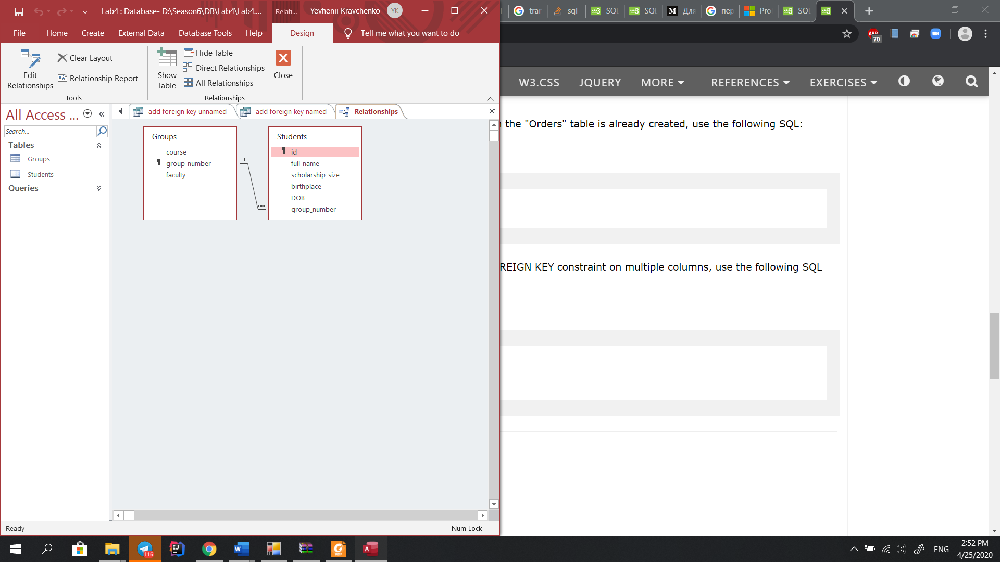 Lab4 : Database- D:\Season6\DB\Lab4\Lab4....
Relati...
Yevhenii Kravchenko
YK
File
Home
Create
External Data
Database Tools
Help
Design
Tell me what you want to do
Edit
Relationships
Clear Layout
Relationship Report
Tools
Show
Table
Hide Table
Direct Relationships
All Relationships
Close
Relationships
All Access ...
Search...
Tables
Groups
Students
Queries
add foreign key unnamed
add foreign key named
Relationships
Groups
course
group_number
faculty
1
∞
Students
id
full_name
scholarship_size
birthplace
DOB
group_number
Ready
Num Lock
tran
sql
SQL
SQL
Для
пер
Pro
SQL
ABP
70
W3.CSS
JQUERY
MORE
REFERENCES
EXERCISES
the "Orders" table is already created, use the following SQL:
REIGN KEY constraint on multiple columns, use the following SQL
116
ENG
2:52 PM
4/25/2020